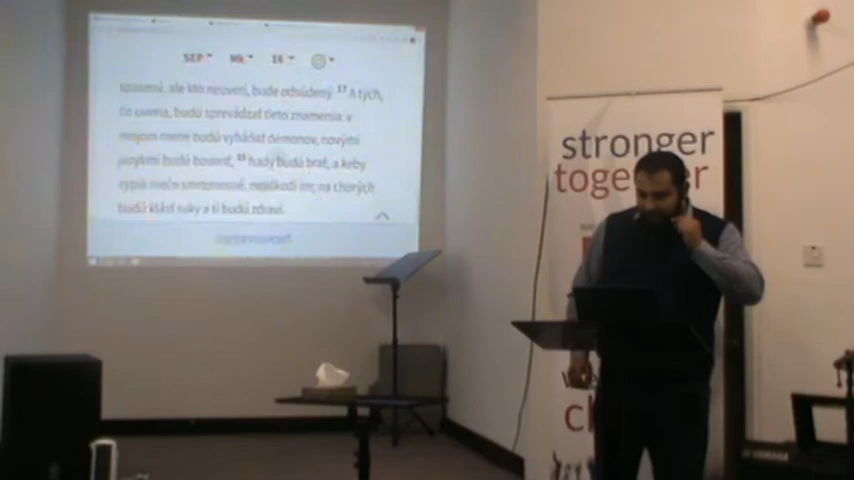 SEP Mk 16
spasený, ale kto neuverí, bude odsúdený. 17 A tých,
čo uveria, budú sprevádzať tieto znamenia: v
mojom mene budú vyháňať démonov, novými
jazykmi budú hovoriť, 18 hady budú brať, a keby
vypili niečo smrtonosné, neuškodí im; na chorých
budú klásť ruky a tí budú zdraví.
stronger
together
YAMAHA